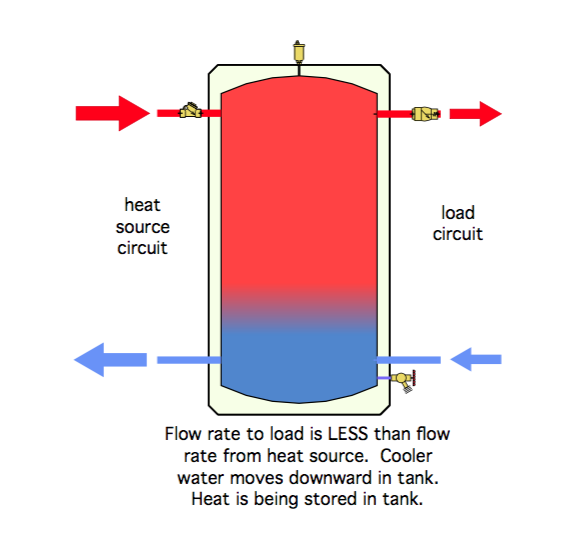 heat
source
circuit
load
circuit
Flow rate to load is LESS than flow
rate from heat source.  Cooler
water moves downward in tank.
Heat is being stored in tank.